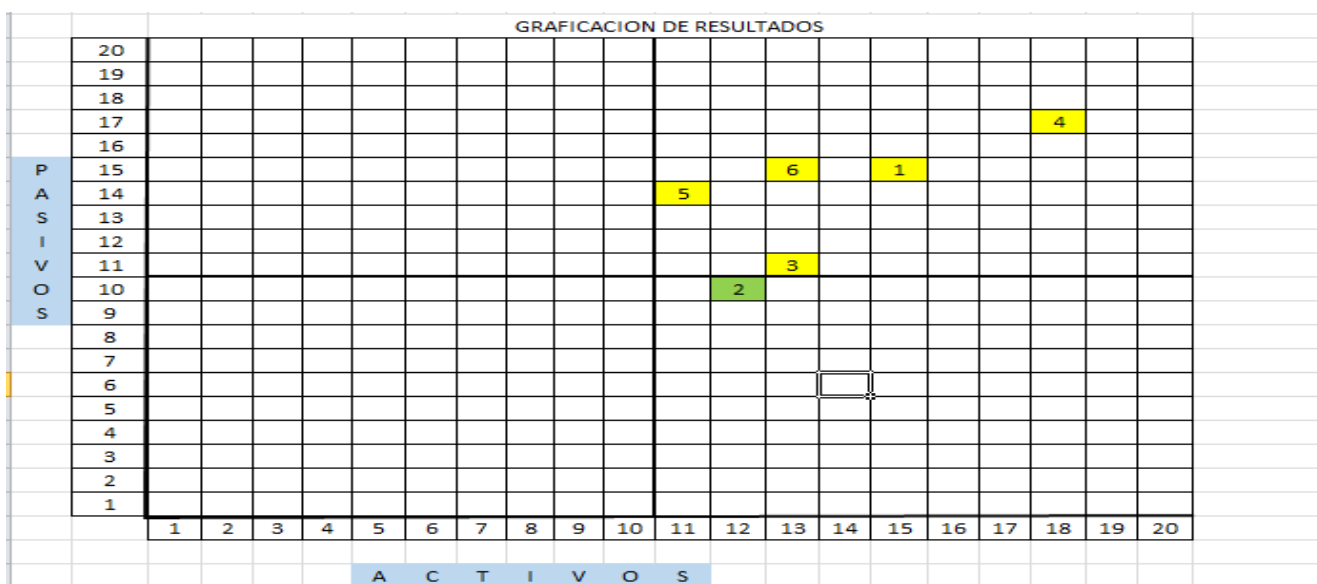 GRAFICACION DE RESULTADOS
20
19
18
17 4
16
P 15 6 1
A 14 5
S 13
I 12
V 11 3
O 10 2
S 9
8
7
6
5
4
3
2
1
1 2 3 4 5 6 7 8 9 10 11 12 13 14 15 16 17 18 19 20
A C T I V O S